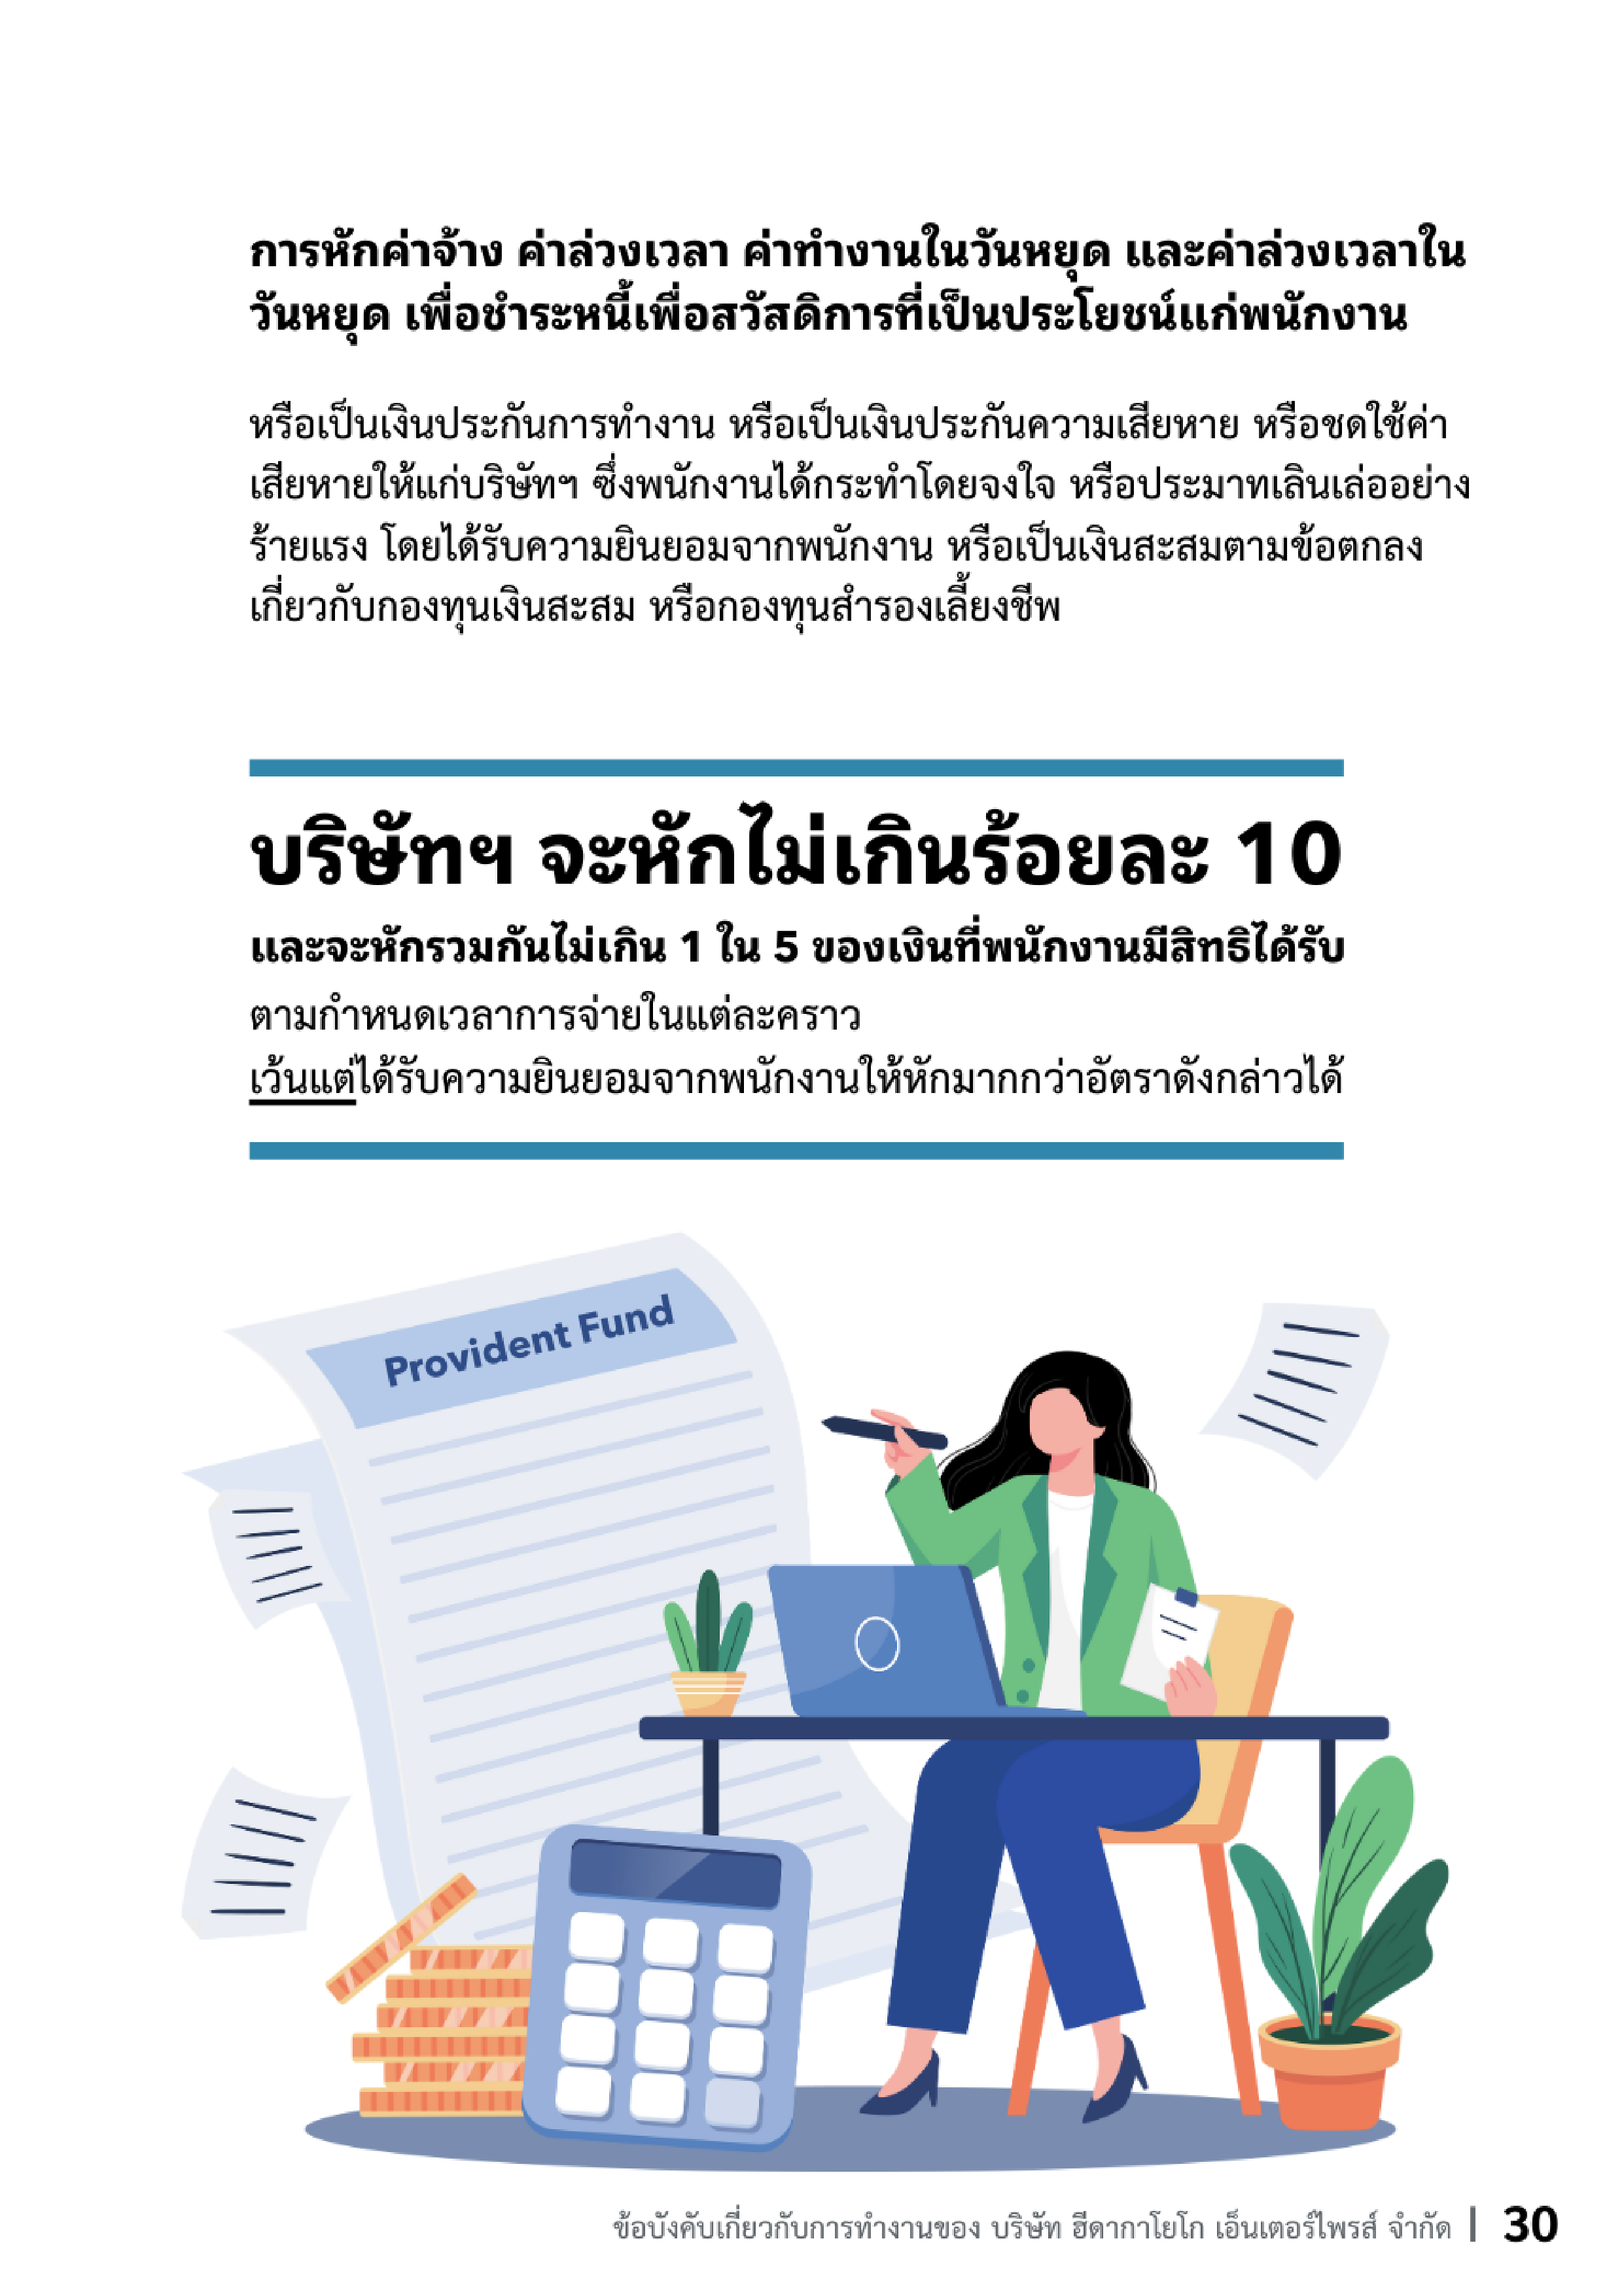 การหักค่าจ้าง ค่าล่วงเวลา ค่าทำงานในวันหยุด และค่าล่วงเวลาใน
วันหยุด เพื่อชำระหนี้เพื่อสวัสดิการที่เป็นประโยชน์แก่พนักงาน
หรือเป็นเงินประกันการทำงาน หรือเป็นเงินประกันความเสียหาย หรือชดใช้ค่า
เสียหายให้แก่บริษัทฯ ซึ่งพนักงานได้กระทำโดยจงใจ หรือประมาทเลินเล่ออย่าง
ร้ายแรง โดยได้รับความยินยอมจากพนักงาน หรือเป็นเงินสะสมตามข้อตกลง
เกี่ยวกับกองทุนเงินสะสม หรือกองทุนสำรองเลี้ยงชีพ
บริษัทฯ จะหักไม่เกินร้อยละ 10
และจะหักรวมกันไม่เกิน 1 ใน 5 ของเงินที่พนักงานมีสิทธิได้รับ
ตามกำหนดเวลาการจ่ายในแต่ละคราว
เว้นแต่ได้รับความยินยอมจากพนักงานให้หักมากกว่าอัตราดังกล่าวได้
Provident Fund
ข้อบังคับเกี่ยวกับการทำงานของ บริษัท ฮีดากาโยโก เอ็นเตอร์ไพรส์ จำกัด | 30